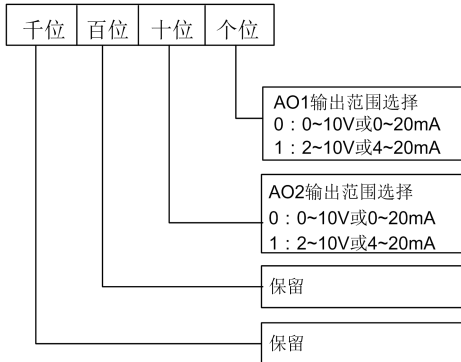 千位 百位 十位 个位
AO1输出范围选择
0：0~10V或0~20mA
1：2~10V或4~20mA
AO2输出范围选择
0：0~10V或0~20mA
1：2~10V或4~20mA
保留
保留